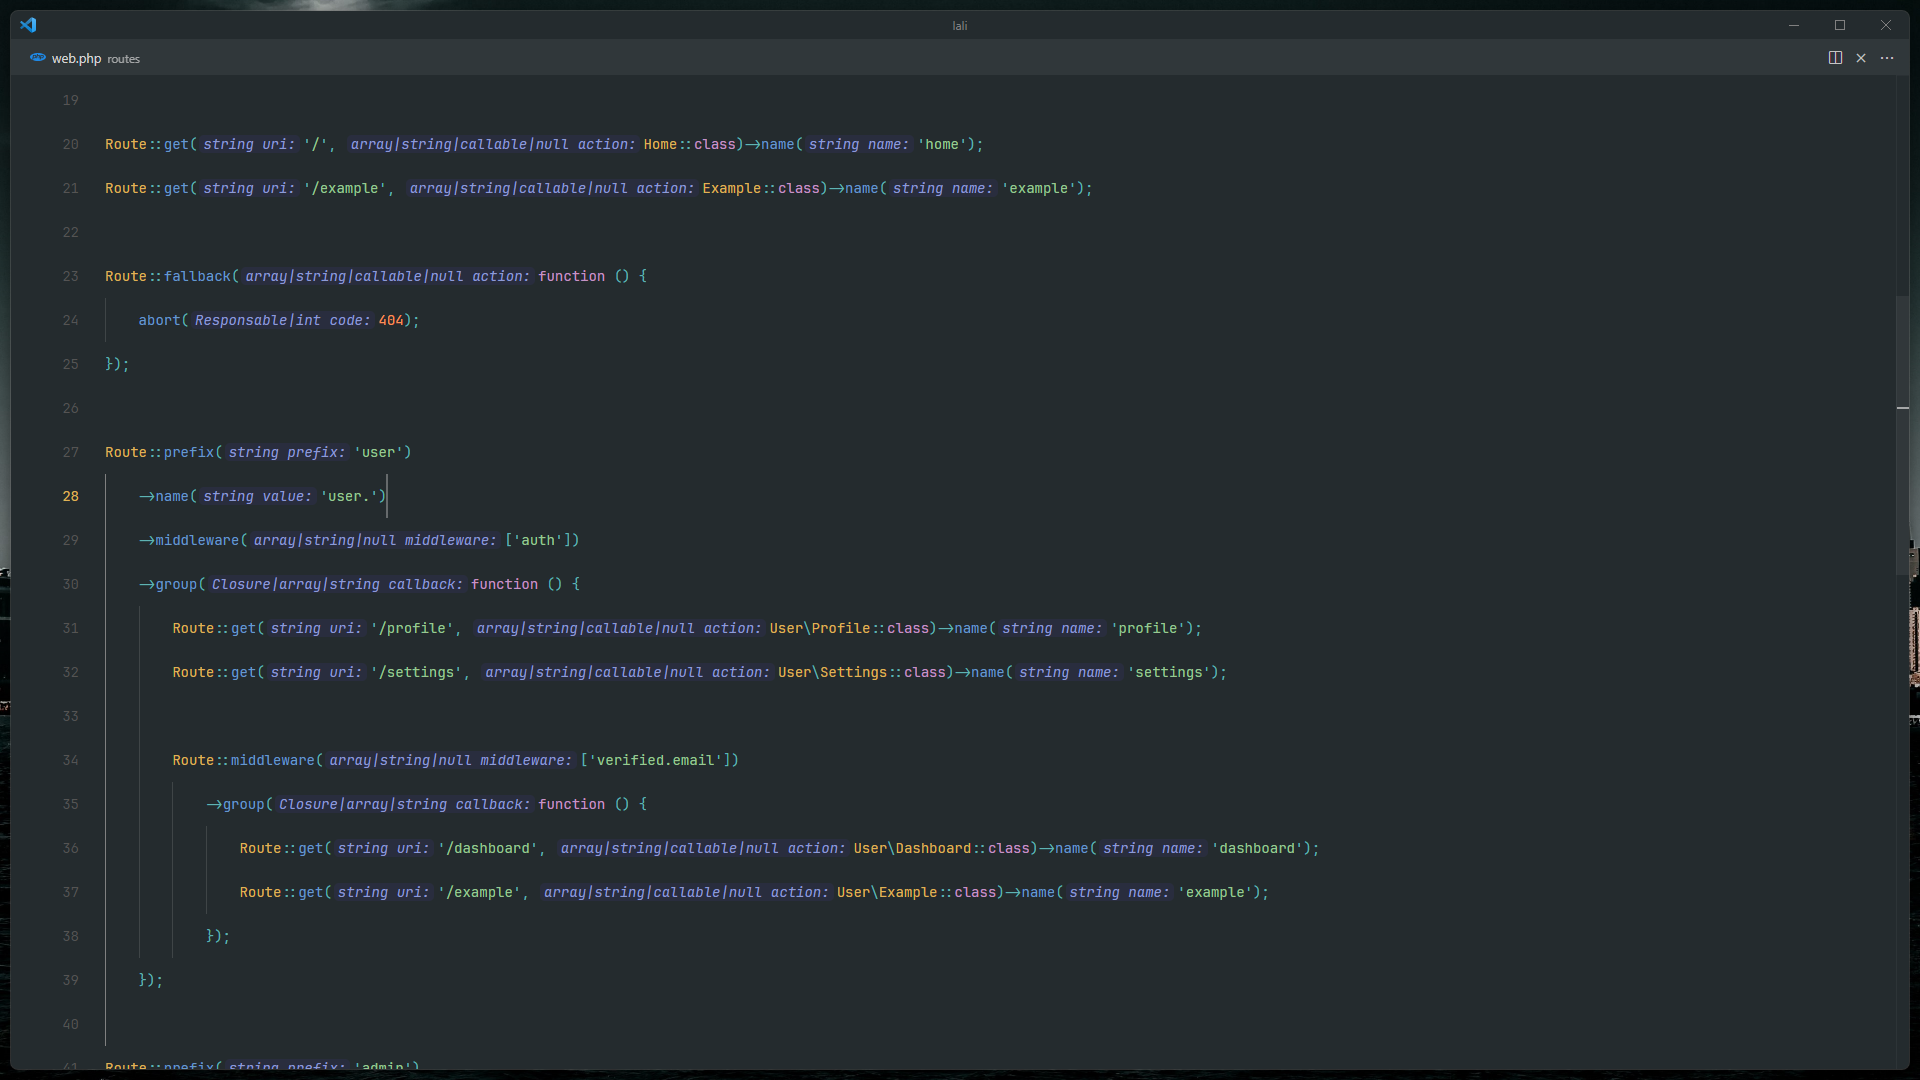 lali
web.php routes
19
20 Route::get( string uri: '/', array|string|callable|null action: Home::class)->name( string name: 'home');
21 Route::get( string uri: '/example', array|string|callable|null action: Example::class)->name( string name: 'example');
22
23 Route::fallback( array|string|callable|null action: function () {
24 abort( Responsable|int code: 404);
25 });
26
27 Route::prefix( string prefix: 'user')
28 ->name( string value: 'user.')
29 ->middleware( array|string|null middleware: ['auth'])
30 ->group( Closure|array|string callback: function () {
31 Route::get( string uri: '/profile', array|string|callable|null action: User\Profile::class)->name( string name: 'profile');
32 Route::get( string uri: '/settings', array|string|callable|null action: User\Settings::class)->name( string name: 'settings');
33
34 Route::middleware( array|string|null middleware: ['verified.email'])
35 ->group( Closure|array|string callback: function () {
36 Route::get( string uri: '/dashboard', array|string|callable|null action: User\Dashboard::class)->name( string name: 'dashboard');
37 Route::get( string uri: '/example', array|string|callable|null action: User\Example::class)->name( string name: 'example');
38 });
39 });
40
41 Route::prefix( string prefix: 'admin')